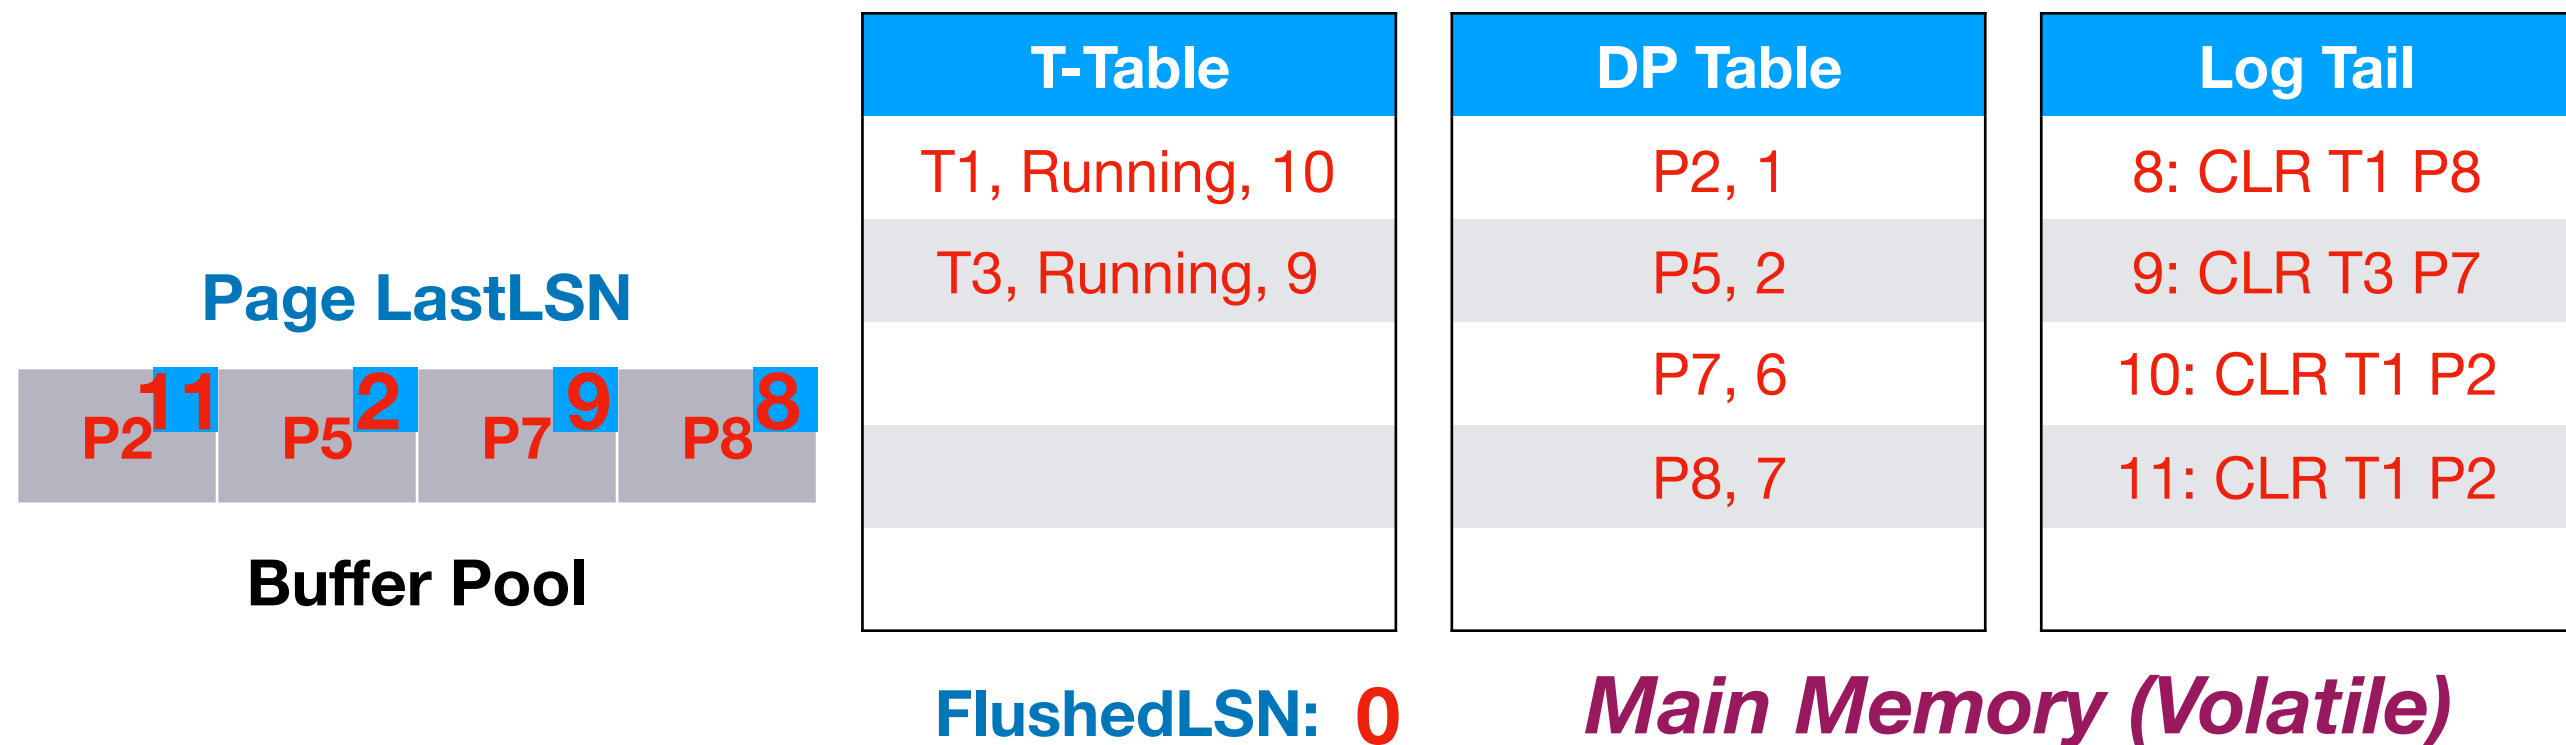 T-Table
T1, Running, 10
T3, Running, 9
DP Table
P2, 1
P5, 2
P7, 6
P8, 7
Log Tail
8: CLR T1 P8
9: CLR T3 P7
10: CLR T1 P2
11: CLR T1 P2
Page LastLSN
P2 11
P5 2
P7 9
P8 8
Buffer Pool
FlushedLSN: 0
Main Memory (Volatile)